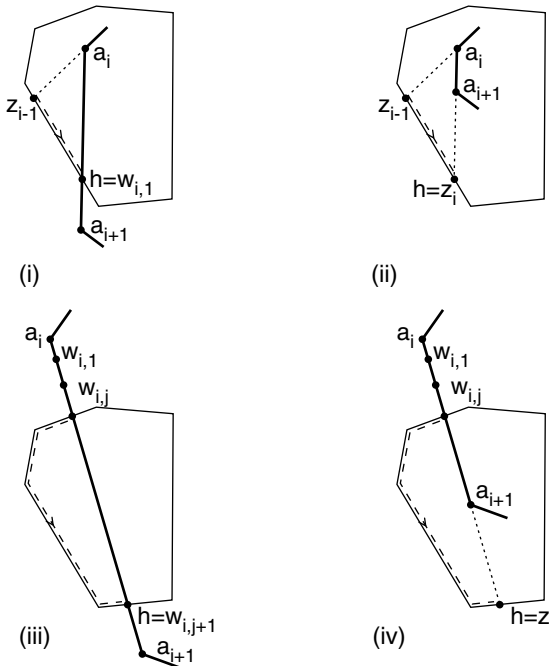 a_i
z_{i-1}
h=w_{i,1}
a_{i+1}
(i)
a_i
a_{i+1}
z_{i-1}
h=z_i
(ii)
a_i
w_{i,1}
w_{i,j}
h=w_{i,j+1}
a_{i+1}
(iii)
a_i
w_{i,1}
w_{i,j}
a_{i+1}
h=z
(iv)